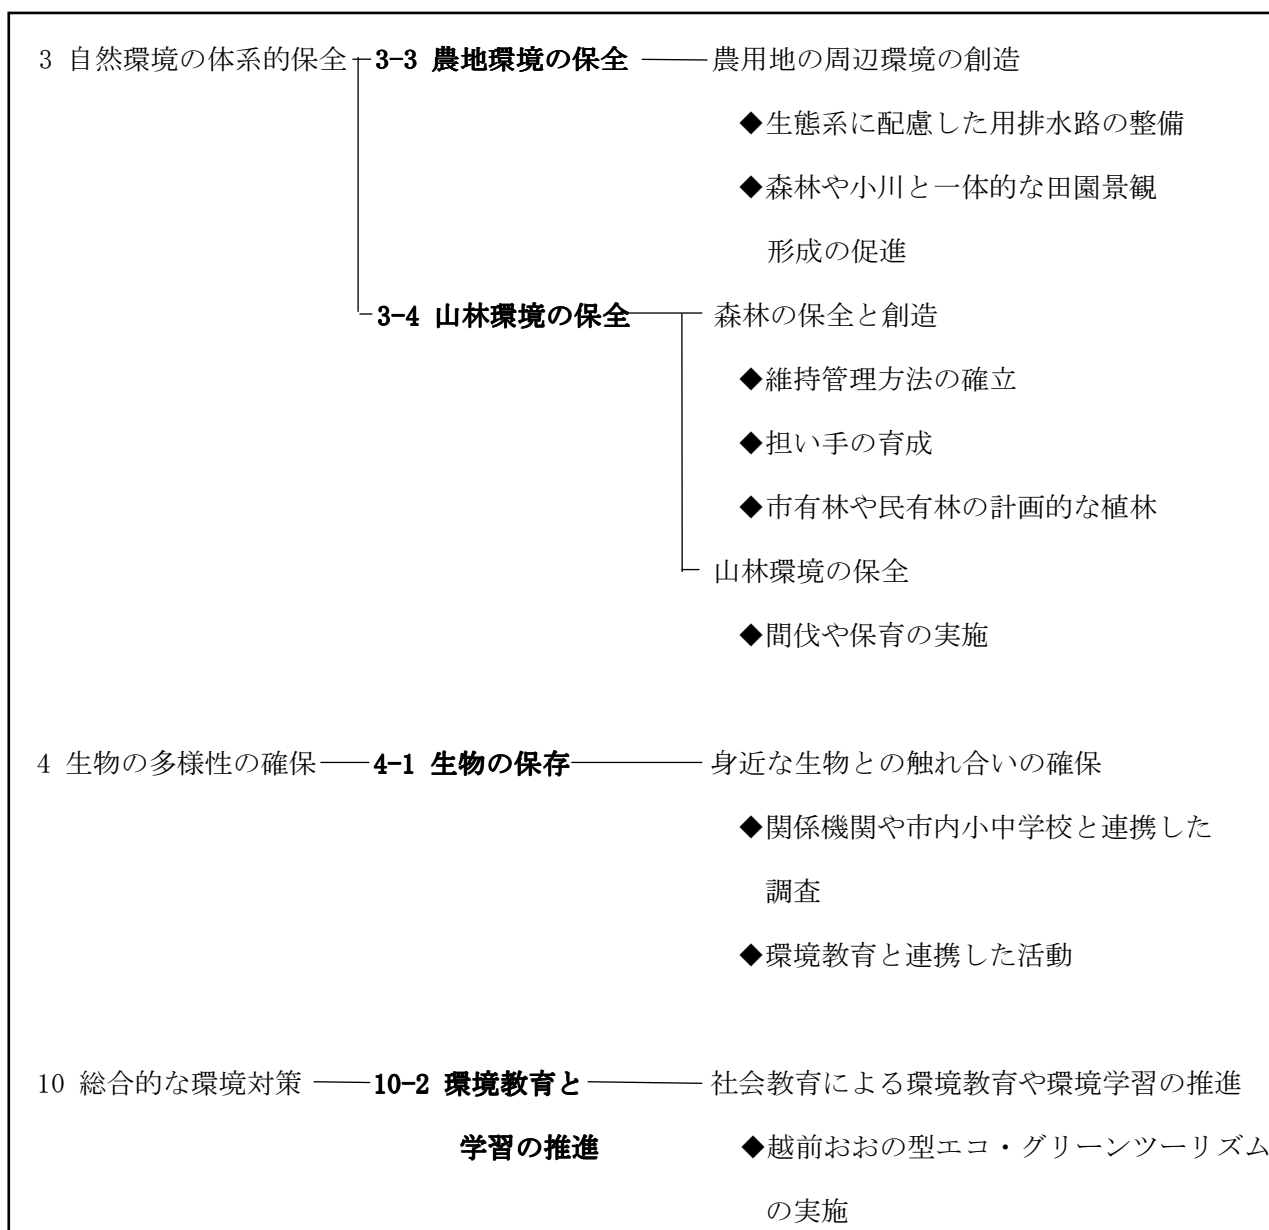 3 自然環境の体系的保全 3-3 農地環境の保全 農用地の周辺環境の創造
◆生態系に配慮した用排水路の整備
◆森林や小川と一体的な田園景観
形成の促進
3-4 山林環境の保全 森林の保全と創造
◆維持管理方法の確立
◆担い手の育成
◆市有林や民有林の計画的な植林
山林環境の保全
◆間伐や保育の実施
4 生物の多様性の確保 4-1 生物の保存 身近な生物との触れ合いの確保
◆関係機関や市内小中学校と連携した
調査
◆環境教育と連携した活動
10 総合的な環境対策 10-2 環境教育と 社会教育による環境教育や環境学習の推進
学習の推進 ◆越前おおの型エコ・グリーンツーリズム
の実施